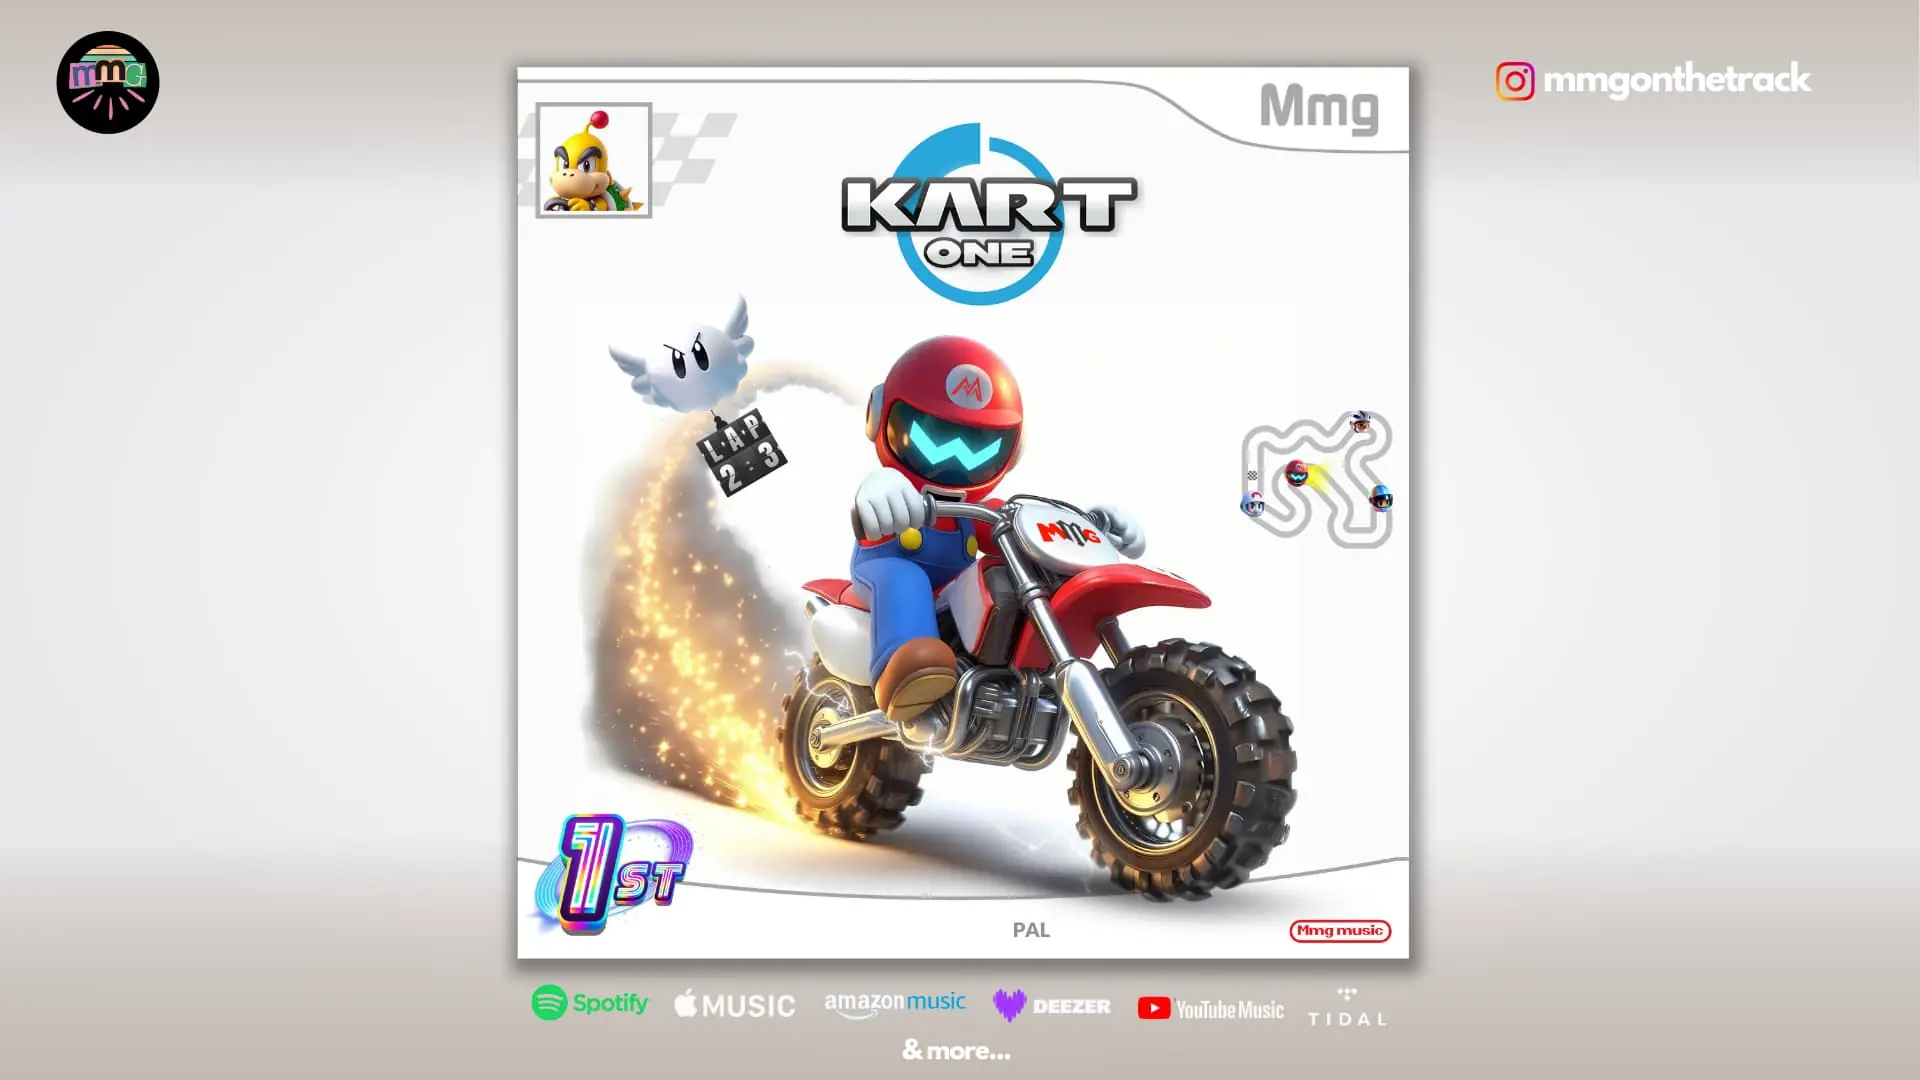 mmG
mmgonthetrack
Mmg
KART
ONE
M
LAP
2:3
MMG
1ST
PAL
Mmg music
Spotify
MUSIC
amazon music
DEEZER
YouTube Music
TIDAL
& more...